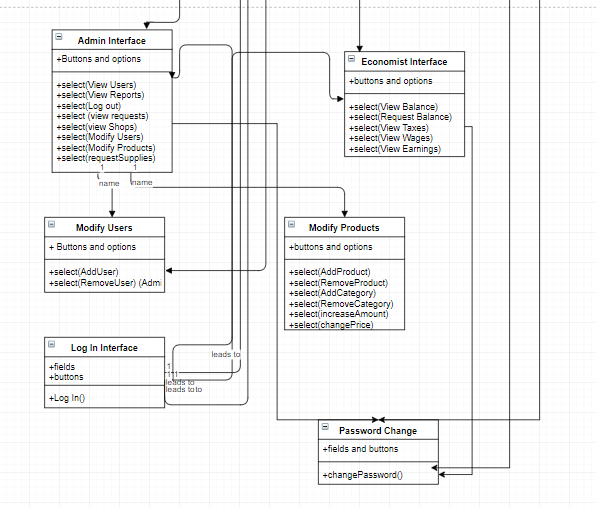 Admin Interface
+Buttons and options
+select(View Users)
+select(View Reports)
+select(Log out)
+select (view requests)
+select(view Shops)
+select(Modify Users)
+select(Modify Products)
+select(requestSupplies)
1
1
name
name
Economist Interface
+buttons and options
+select(View Balance)
+select(Request Balance)
+select(View Taxes)
+select(View Wages)
+select(View Earnings)
Modify Users
+ Buttons and options
+select(AddUser)
+select(RemoveUser) (Admi
Modify Products
+buttons and options
+select(AddProduct)
+select(RemoveProduct)
+select(AddCategory)
+select(RemoveCategory)
+select(increaseAmount)
+select(changePrice)
Log In Interface
+fields
+buttons
+Log In()
leads to
1
1
1
leads to
leads to
Password Change
+fields and buttons
+changePassword()